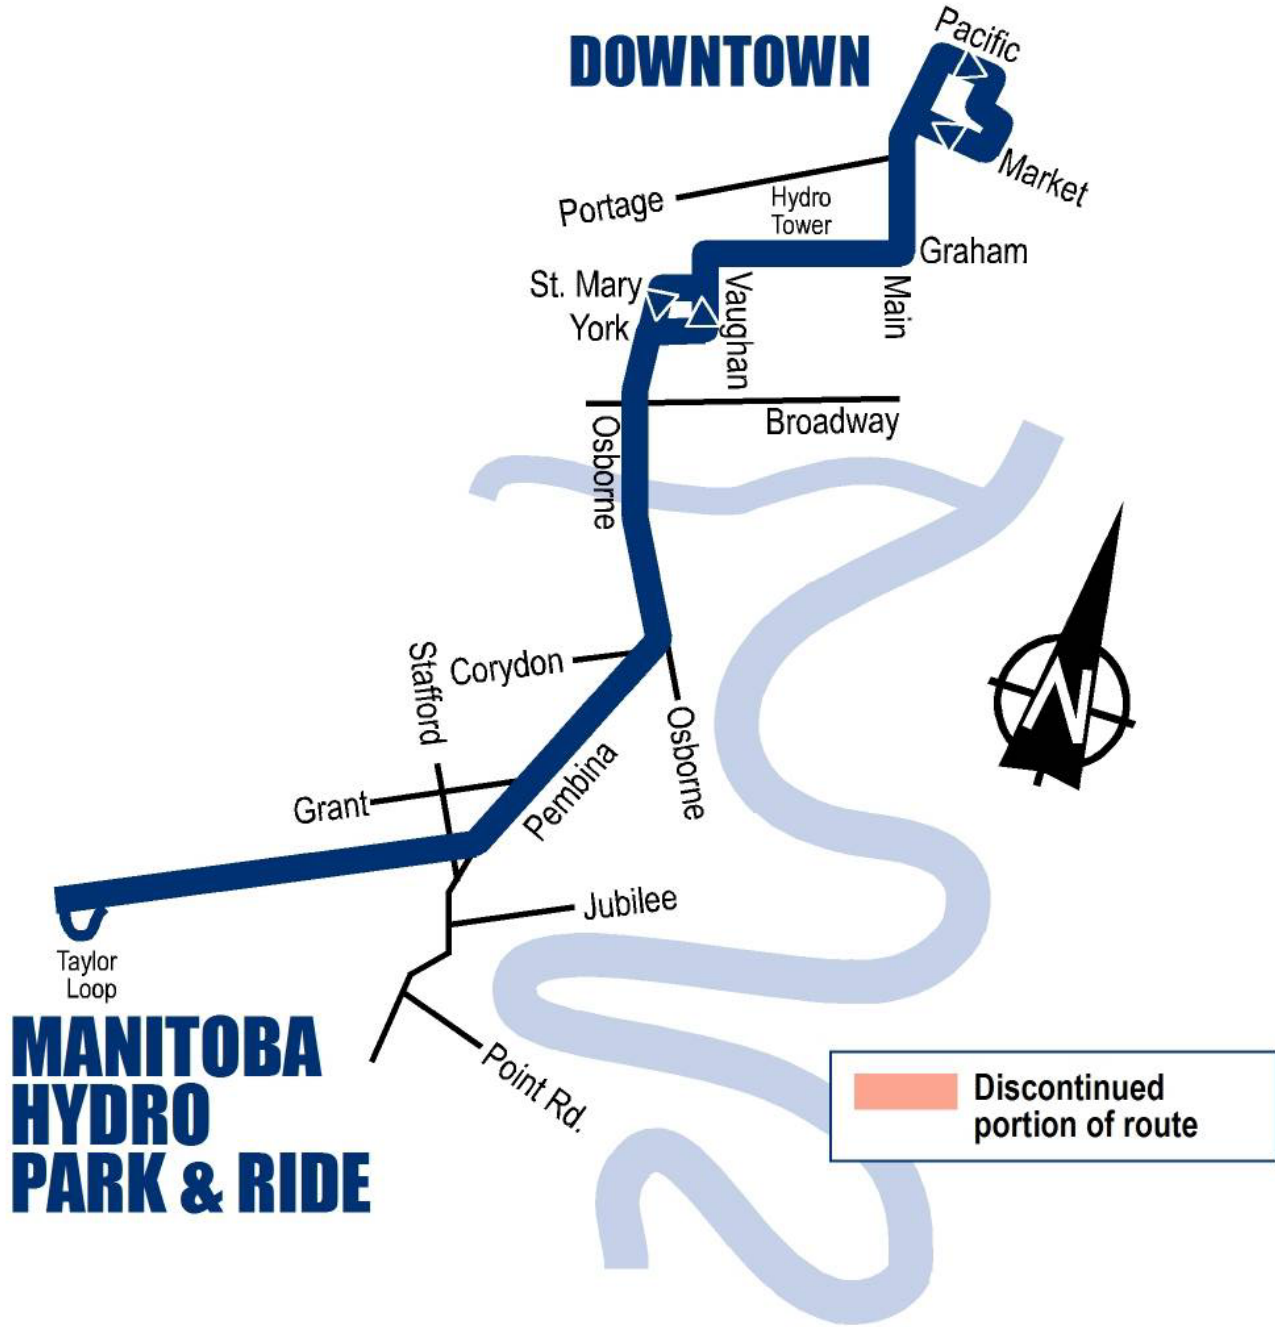 DOWNTOWN
Pacific
Market
Portage
Hydro
Tower
Graham
St. Mary
York
Vaughan
Main
Broadway
Osborne
Stafford
Corydon
Osborne
Pembina
Grant
N
Jubilee
Taylor
Loop
MANITOBA
HYDRO
PARK & RIDE
Point Rd.
Discontinued
portion of route